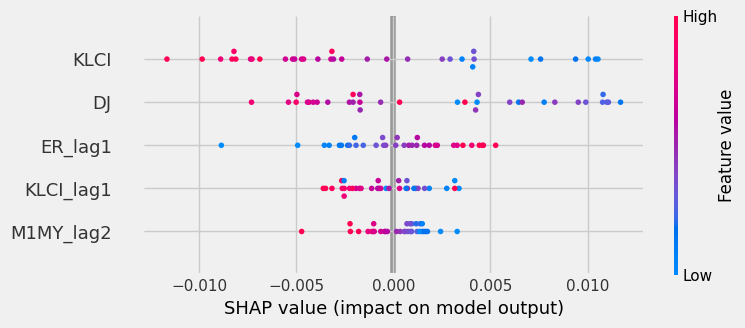 High
KLCI
DJ
ER_lag1
KLCI_lag1
M1MY_lag2
Feature value
Low
−0.010 −0.005 0.000 0.005 0.010
SHAP value (impact on model output)